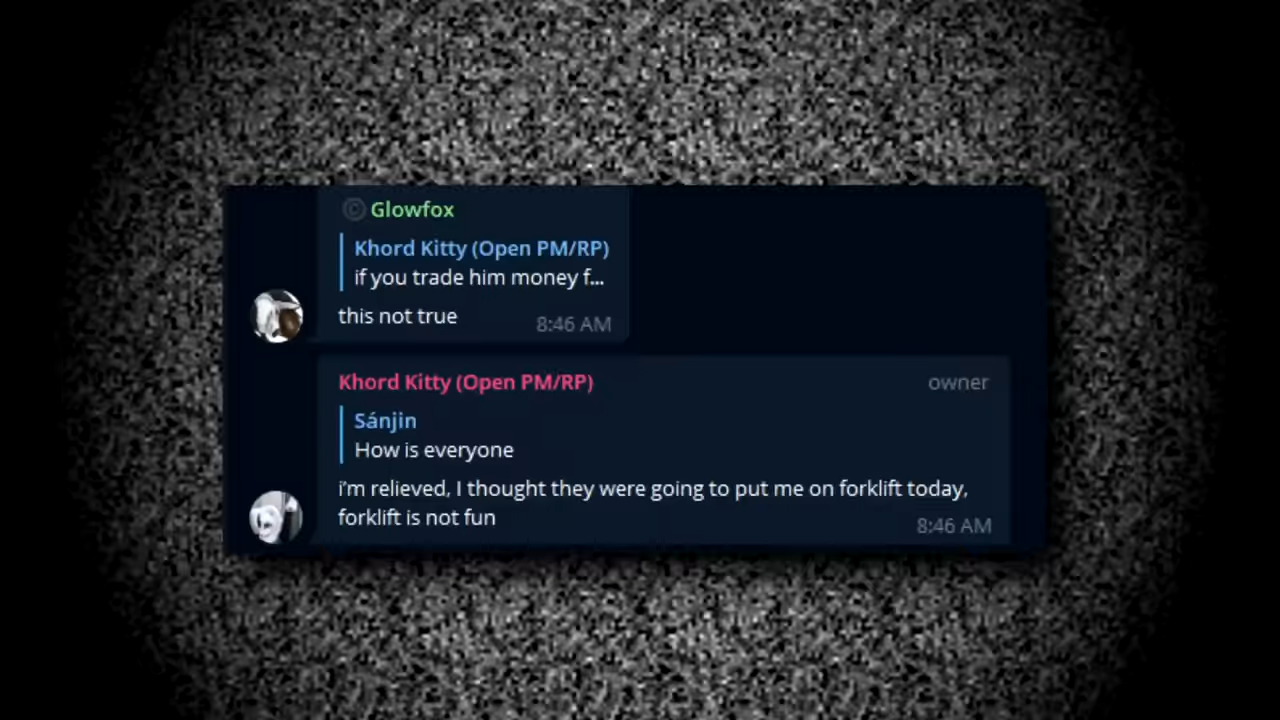 Glowfox
Khord Kitty (Open PM/RP)
if you trade him money f...
this not true
8:46 AM
Khord Kitty (Open PM/RP)
owner
Sánjin
How is everyone
i'm relieved, I thought they were going to put me on forklift today,
forklift is not fun
8:46 AM